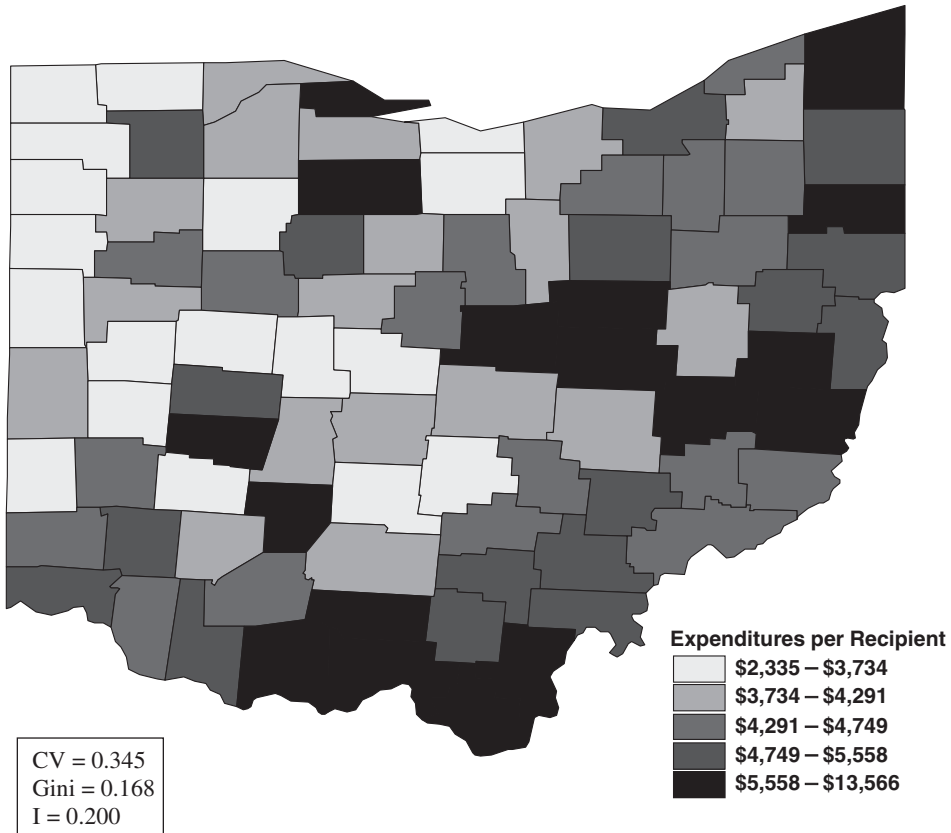 Expenditures per Recipient
$2,335 – $3,734
$3,734 – $4,291
$4,291 – $4,749
$4,749 – $5,558
$5,558 – $13,566
CV = 0.345
Gini = 0.168
I = 0.200